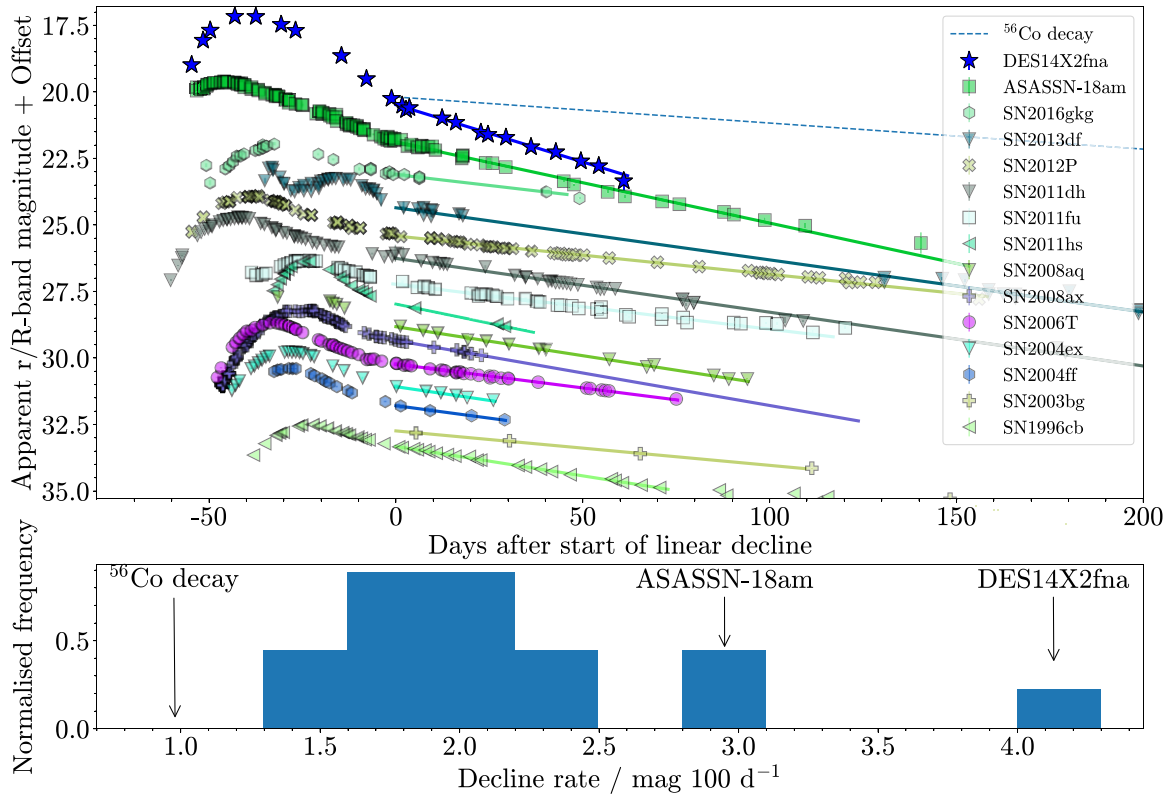 Apparent r/R-band magnitude + Offset
17.5
20.0
22.5
25.0
27.5
30.0
32.5
35.0
⁵⁶Co decay
DES14X2fna
ASASSN-18am
SN2016gkg
SN2013df
SN2012P
SN2011dh
SN2011fu
SN2011hs
SN2008aq
SN2008ax
SN2006T
SN2004ex
SN2004ff
SN2003bg
SN1996cb
-50 0 50 100 150 200
Days after start of linear decline
Normalised frequency
0.5
0.0
⁵⁶Co decay ASASSN-18am DES14X2fna
1.0 1.5 2.0 2.5 3.0 3.5 4.0
Decline rate / mag 100 d⁻¹